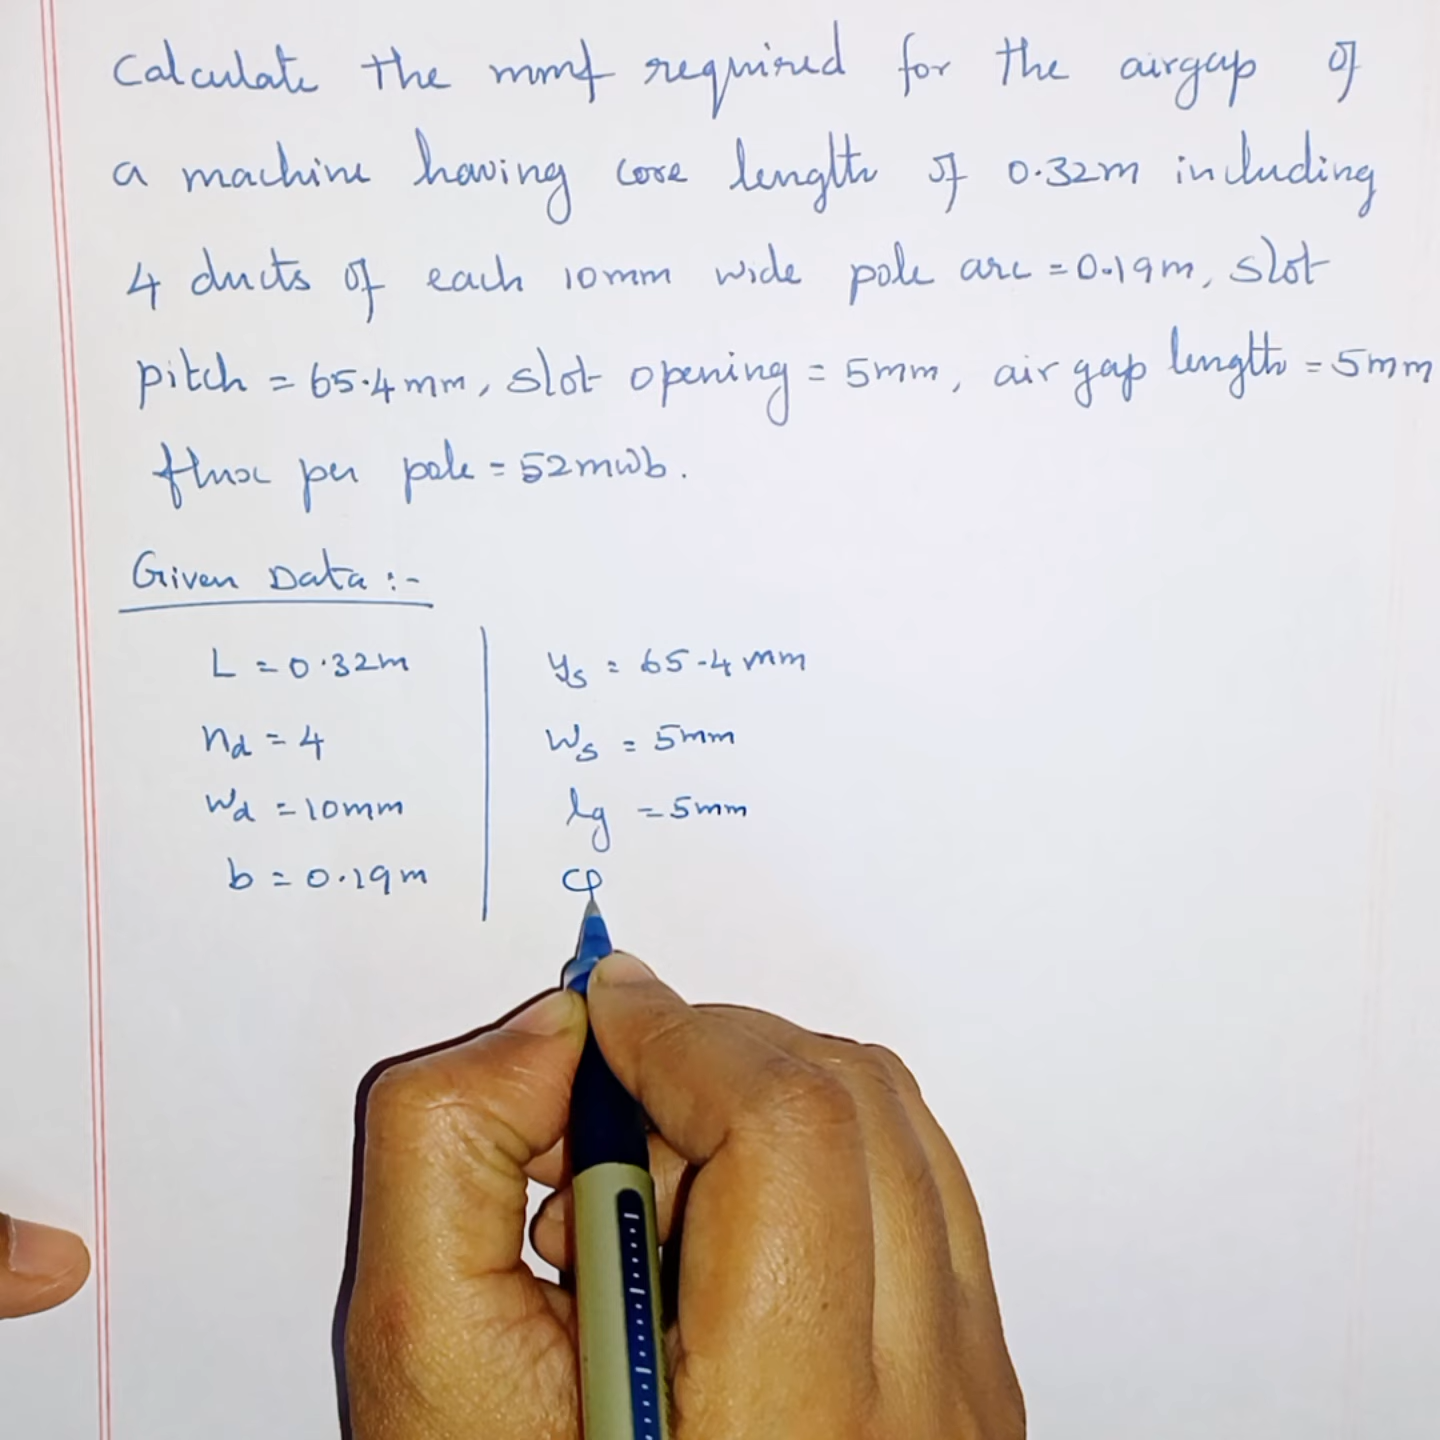 Calculate the mmf required for the airgap of
a machine having core length of 0.32m including
4 ducts of each 10mm wide pole arc = 0.19m, slot
pitch = 65.4mm, slot opening = 5mm, air gap length = 5mm
flux per pole = 52mwb.
Given Data :-
L = 0.32m
nd = 4
Wd = 10mm
b = 0.19m
ys = 65.4mm
Ws = 5mm
lg = 5mm
φ